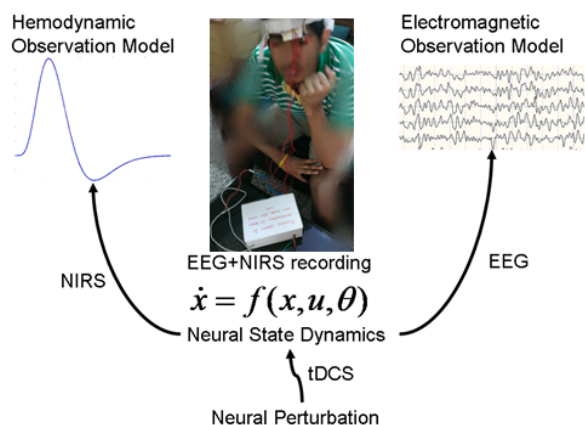 Hemodynamic
Observation Model
Electromagnetic
Observation Model
EEG+NIRS recording
NIRS
EEG
ẋ = f(x,u,θ)
Neural State Dynamics
tDCS
Neural Perturbation